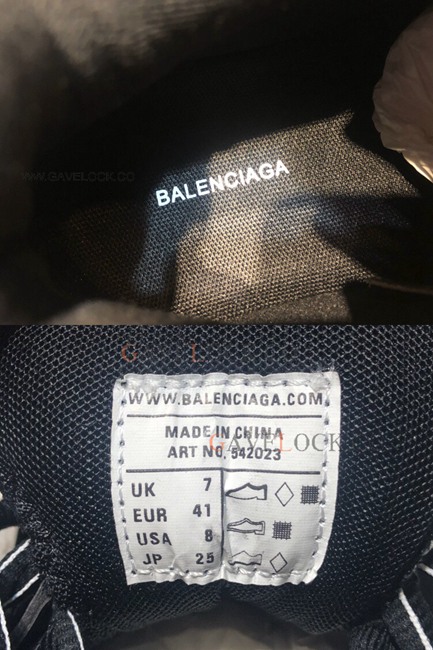 WWW.GAVELOCK.CO
BALENCIAGA
WWW.BALENCIAGA.COM
MADE IN CHINA
GAVELOCK
ART NO. 542023
UK 7
EUR 41
USA 8
JP 25